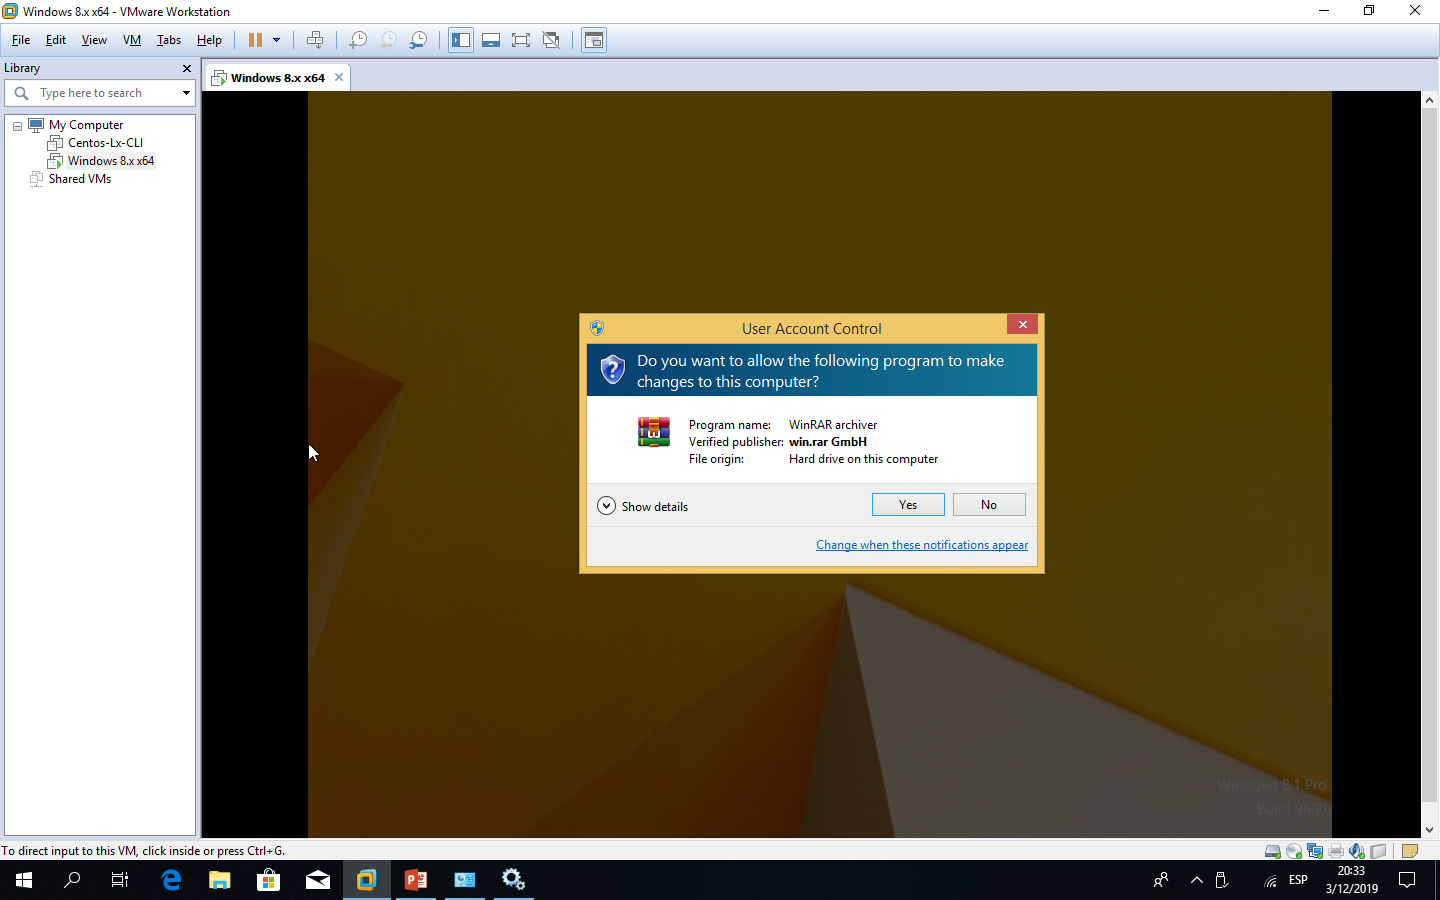 Windows 8.x x64 - VMware Workstation
File Edit View VM Tabs Help
Library
Windows 8.x x64
Type here to search
My Computer
Centos-Lx-CLI
Windows 8.x x64
Shared VMs
User Account Control
Do you want to allow the following program to make
changes to this computer?
Program name: WinRAR archiver
Verified publisher: win.rar GmbH
File origin: Hard drive on this computer
Show details
Yes
No
Change when these notifications appear
Windows 8.1 Pro
Build 9600
To direct input to this VM, click inside or press Ctrl+G.
ESP
20:33
3/12/2019